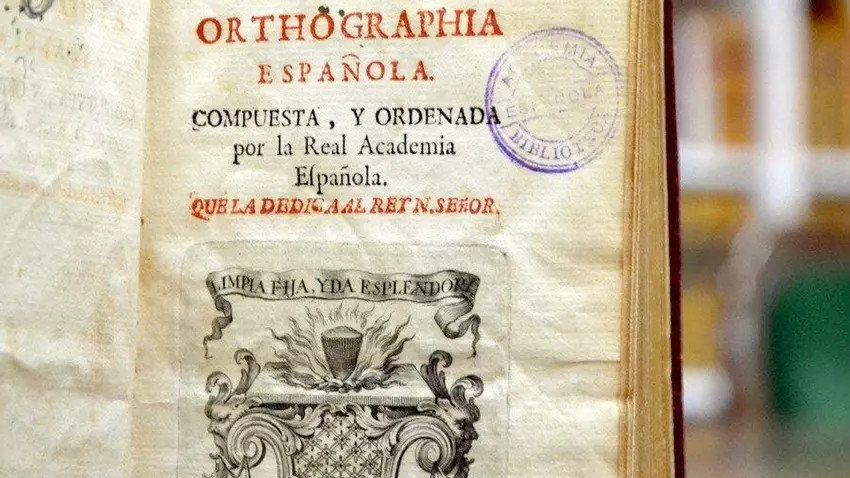 ORTHOGRAPHIA
ESPAÑOLA.
COMPUESTA, Y ORDENADA
por la Real Academia
Eſpañola.
QUE LA DEDICA AL REY N. SEÑOR.
LIMPIA FIJA, Y DA ESPLENDOR
ACADEMIA
ESPAÑOLA
BIBLIOTECA